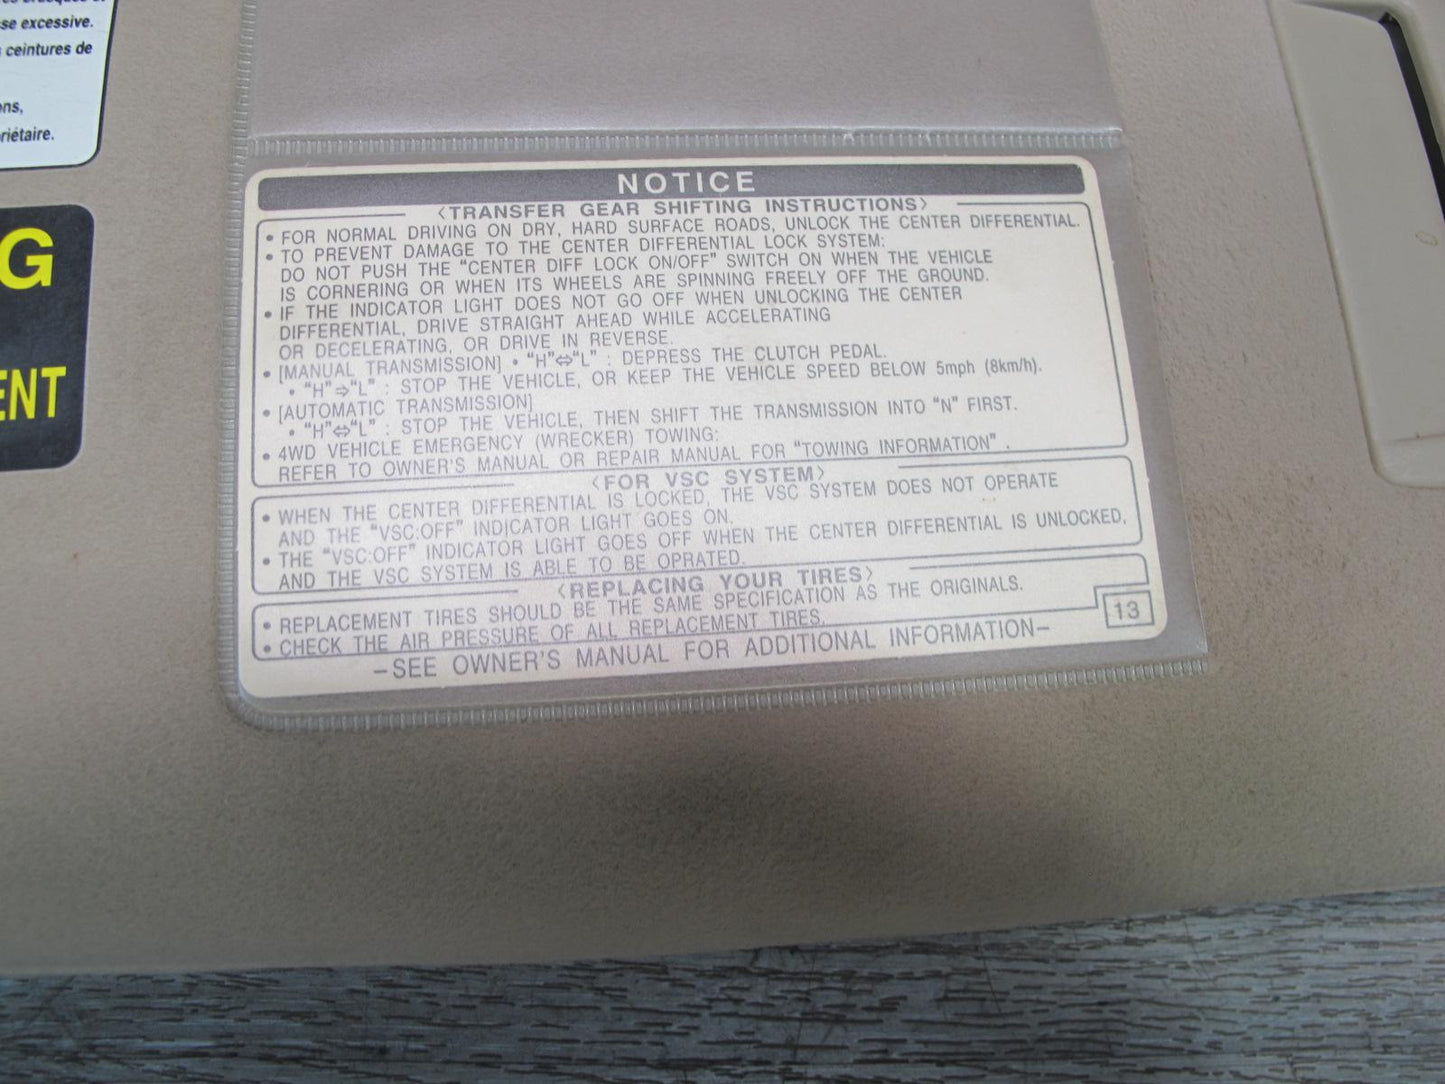 se excessive.
ceintures de
riétaire.
G
ENT
NOTICE
〈TRANSFER GEAR SHIFTING INSTRUCTIONS〉
• FOR NORMAL DRIVING ON DRY, HARD SURFACE ROADS, UNLOCK THE CENTER DIFFERENTIAL.
• TO PREVENT DAMAGE TO THE CENTER DIFFERENTIAL LOCK SYSTEM:
DO NOT PUSH THE “CENTER DIFF LOCK ON/OFF” SWITCH ON WHEN THE VEHICLE
IS CORNERING OR WHEN ITS WHEELS ARE SPINNING FREELY OFF THE GROUND.
• IF THE INDICATOR LIGHT DOES NOT GO OFF WHEN UNLOCKING THE CENTER
DIFFERENTIAL, DRIVE STRAIGHT AHEAD WHILE ACCELERATING
OR DECELERATING, OR DRIVE IN REVERSE.
• [MANUAL TRANSMISSION] • “H”⇔“L” : DEPRESS THE CLUTCH PEDAL.
• “H”⇒“L” : STOP THE VEHICLE, OR KEEP THE VEHICLE SPEED BELOW 5mph (8km/h).
• [AUTOMATIC TRANSMISSION]
• “H”⇔“L” : STOP THE VEHICLE, THEN SHIFT THE TRANSMISSION INTO “N” FIRST.
• 4WD VEHICLE EMERGENCY (WRECKER) TOWING:
REFER TO OWNER'S MANUAL OR REPAIR MANUAL FOR “TOWING INFORMATION” .
〈FOR VSC SYSTEM〉
• WHEN THE CENTER DIFFERENTIAL IS LOCKED, THE VSC SYSTEM DOES NOT OPERATE
AND THE “VSC:OFF” INDICATOR LIGHT GOES ON.
• THE “VSC:OFF” INDICATOR LIGHT GOES OFF WHEN THE CENTER DIFFERENTIAL IS UNLOCKED,
AND THE VSC SYSTEM IS ABLE TO BE OPRATED.
〈REPLACING YOUR TIRES〉
• REPLACEMENT TIRES SHOULD BE THE SAME SPECIFICATION AS THE ORIGINALS.
• CHECK THE AIR PRESSURE OF ALL REPLACEMENT TIRES.
13
–SEE OWNER'S MANUAL FOR ADDITIONAL INFORMATION–